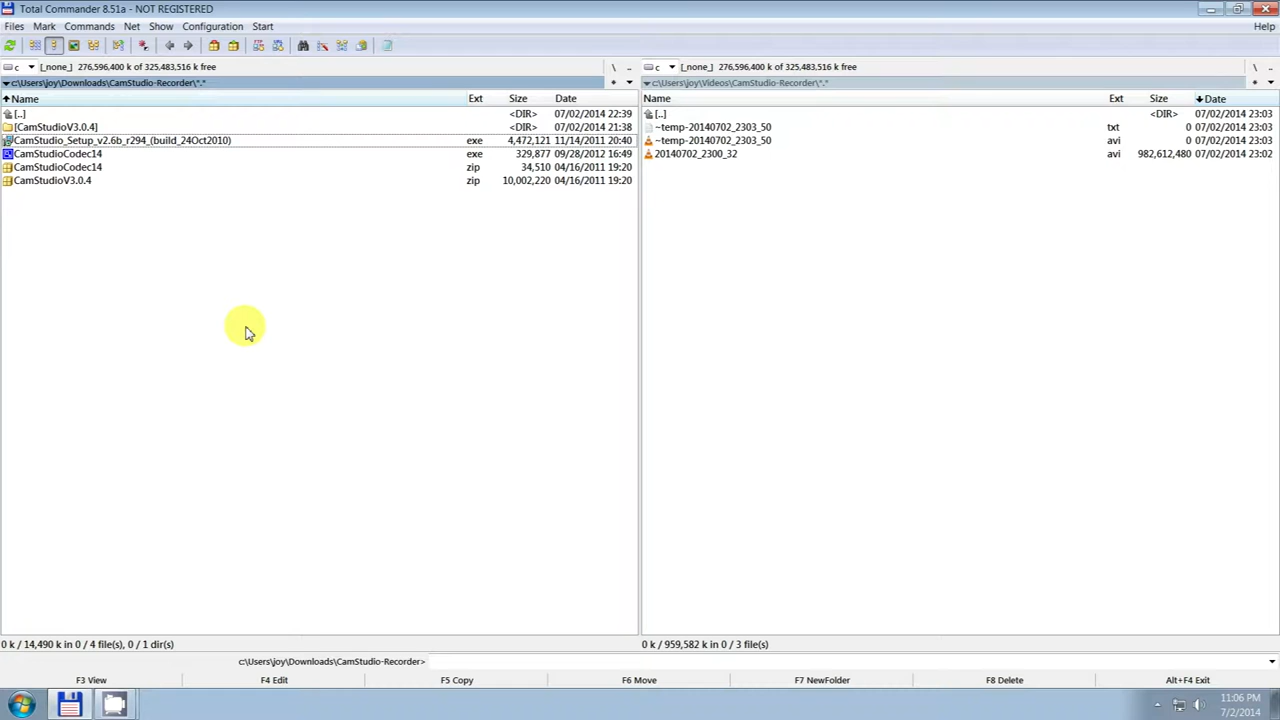 Total Commander 8.51a - NOT REGISTERED
Files Mark Commands Net Show Configuration Start Help
c [_none_] 276,596,400 k of 325,483,516 k free \ ..
c:\Users\joy\Downloads\CamStudio-Recorder\*.* * 
Name Ext Size Date
[..] <DIR> 07/02/2014 22:39
[CamStudioV3.0.4] <DIR> 07/02/2014 21:38
CamStudio_Setup_v2.6b_r294_(build_24Oct2010) exe 4,472,121 11/14/2011 20:40
CamStudioCodec14 exe 329,877 09/28/2012 16:49
CamStudioCodec14 zip 34,510 04/16/2011 19:20
CamStudioV3.0.4 zip 10,002,220 04/16/2011 19:20
0 k / 14,490 k in 0 / 4 file(s), 0 / 1 dir(s)
c [_none_] 276,596,400 k of 325,483,516 k free \ ..
c:\Users\joy\Videos\CamStudio-Recorder\*.* *
Name Ext Size Date
[..] <DIR> 07/02/2014 23:03
~temp-20140702_2303_50 txt 0 07/02/2014 23:03
~temp-20140702_2303_50 avi 0 07/02/2014 23:03
20140702_2300_32 avi 982,612,480 07/02/2014 23:02
0 k / 959,582 k in 0 / 3 file(s)
c:\Users\joy\Downloads\CamStudio-Recorder>
F3 View F4 Edit F5 Copy F6 Move F7 NewFolder F8 Delete Alt+F4 Exit
11:06 PM
7/2/2014